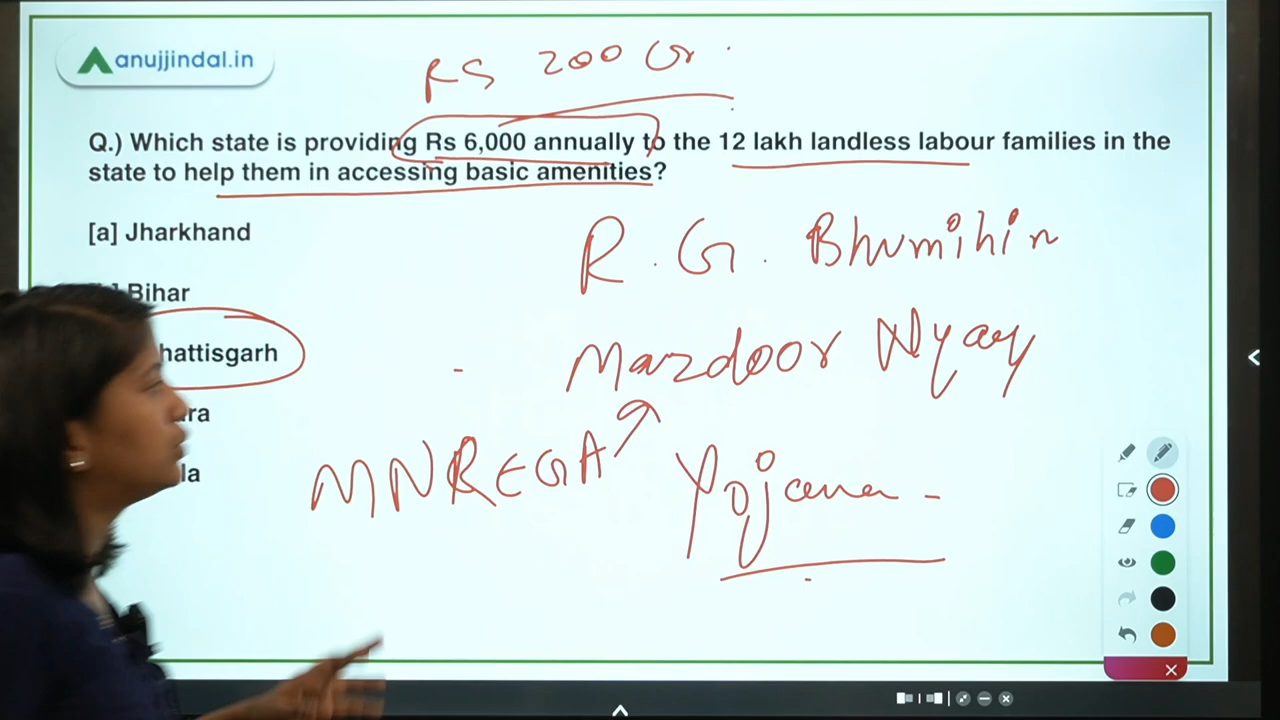 anujjindal.in
RS 200 Cr.
Q.) Which state is providing Rs 6,000 annually to the 12 lakh landless labour families in the
state to help them in accessing basic amenities?
[a] Jharkhand
R. G. Bhumihin
Bihar
Mazdoor Nyay
hattisgarh
ra
MNREGA
Yojana
la